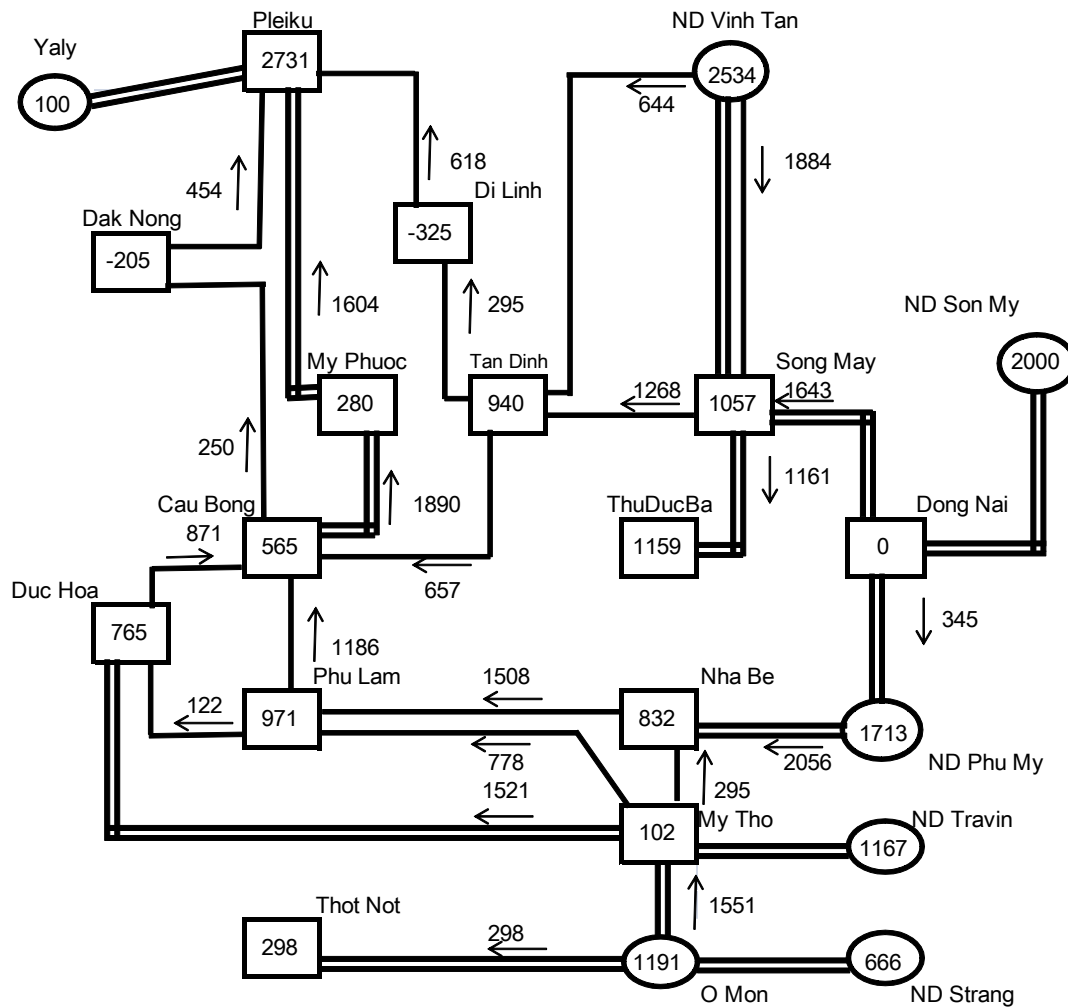 Pleiku
ND Vinh Tan
Yaly
2731
2534
100
644
618
1884
454
Di Linh
Dak Nong
-325
-205
1604
295
ND Son My
My Phuoc
Tan Dinh
Song May
2000
280
940
1268
1057
1643
250
1890
1161
Cau Bong
ThuDucBa
Dong Nai
871
565
1159
0
657
Duc Hoa
765
1186
345
Phu Lam
1508
Nha Be
122
971
832
1713
778
2056
ND Phu My
1521
295
102
My Tho
ND Travin
1167
1551
Thot Not
298
298
1191
666
O Mon
ND Strang